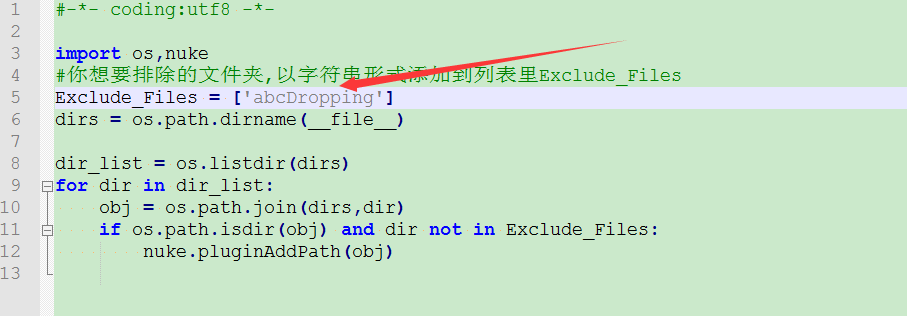 1 #-*- coding:utf8 -*-
2
3 import os,nuke
4 #你想要排除的文件夹,以字符串形式添加到列表里Exclude_Files
5 Exclude_Files = ['abcDropping']
6 dirs = os.path.dirname(__file__)
7
8 dir_list = os.listdir(dirs)
9 for dir in dir_list:
10 obj = os.path.join(dirs,dir)
11 if os.path.isdir(obj) and dir not in Exclude_Files:
12 nuke.pluginAddPath(obj)
13